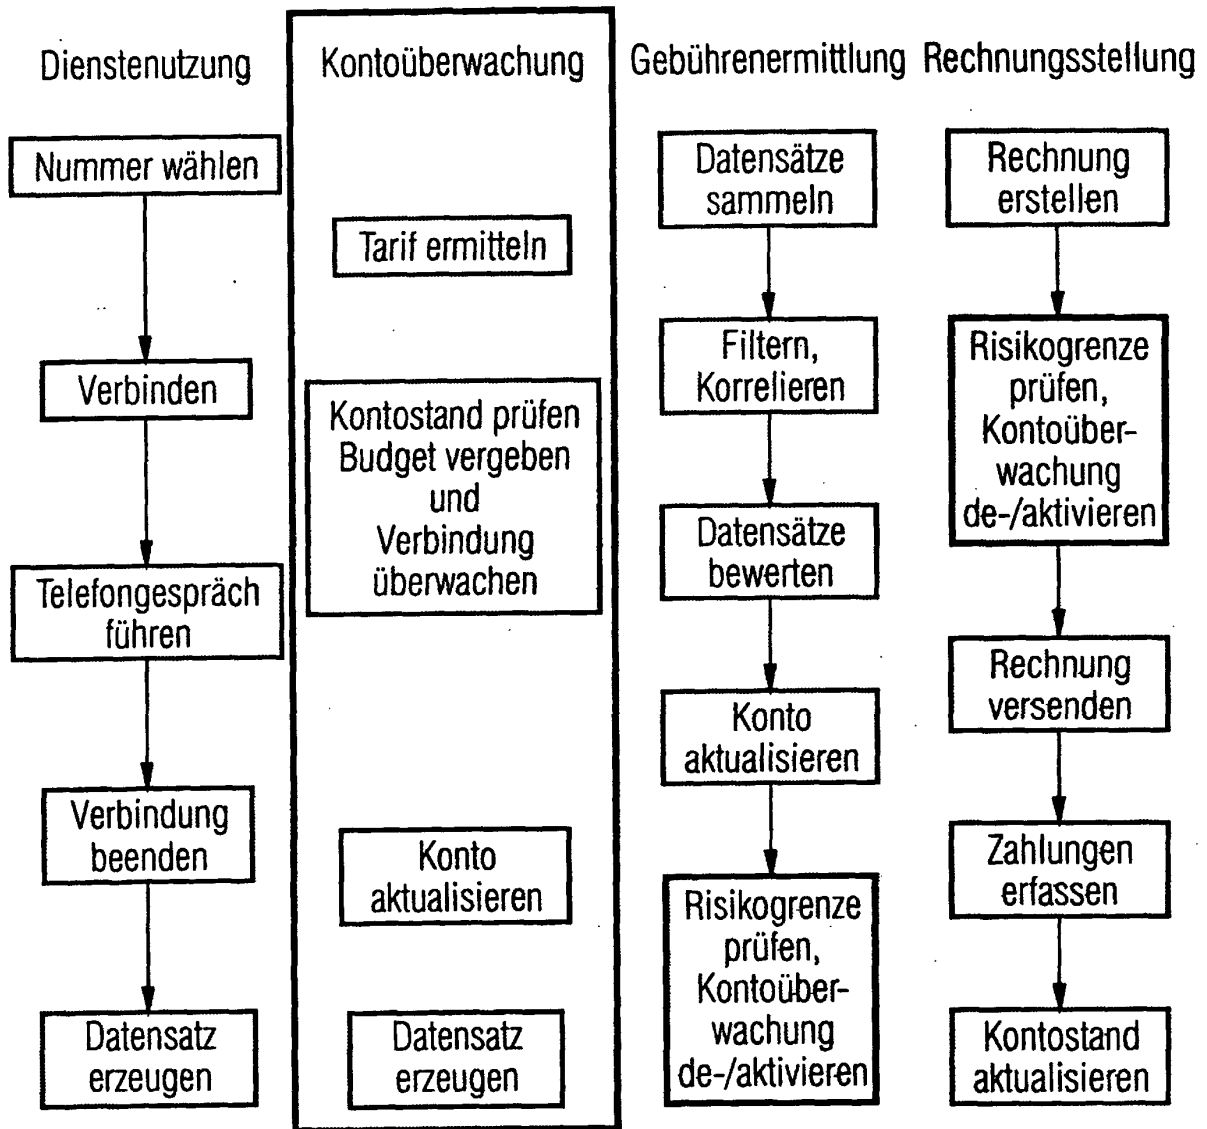 Dienstenutzung
Nummer wählen
Verbinden
Telefongespräch
führen
Verbindung
beenden
Datensatz
erzeugen
Kontoüberwachung
Tarif ermitteln
Kontostand prüfen
Budget vergeben
und
Verbindung
überwachen
Konto
aktualisieren
Datensatz
erzeugen
Gebührenermittlung
Datensätze
sammeln
Filtern,
Korrelieren
Datensätze
bewerten
Konto
aktualisieren
Risikogrenze
prüfen,
Kontoüber-
wachung
de-/aktivieren
Rechnungsstellung
Rechnung
erstellen
Risikogrenze
prüfen,
Kontoüber-
wachung
de-/aktivieren
Rechnung
versenden
Zahlungen
erfassen
Kontostand
aktualisieren